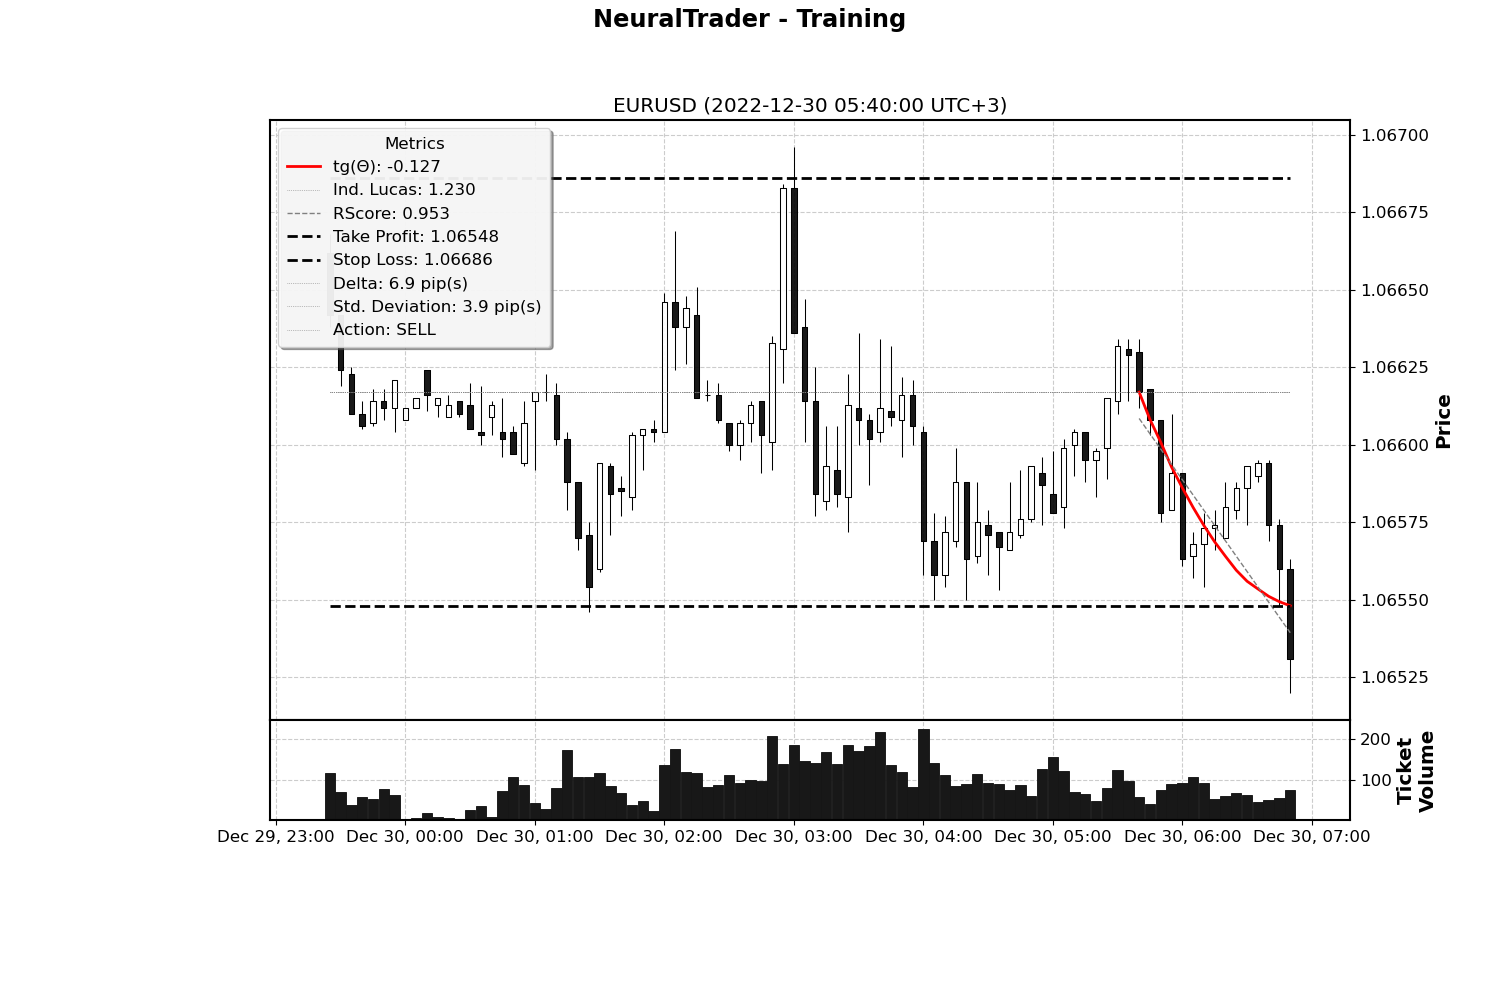 NeuralTrader - Training
EURUSD (2022-12-30 05:40:00 UTC+3)
Metrics
tg(Θ): -0.127
Ind. Lucas: 1.230
RScore: 0.953
Take Profit: 1.06548
Stop Loss: 1.06686
Delta: 6.9 pip(s)
Std. Deviation: 3.9 pip(s)
Action: SELL
1.06700
1.06675
1.06650
1.06625
1.06600
1.06575
1.06550
1.06525
Price
200
100
Ticket
Volume
Dec 29, 23:00 Dec 30, 00:00 Dec 30, 01:00 Dec 30, 02:00 Dec 30, 03:00 Dec 30, 04:00 Dec 30, 05:00 Dec 30, 06:00 Dec 30, 07:00